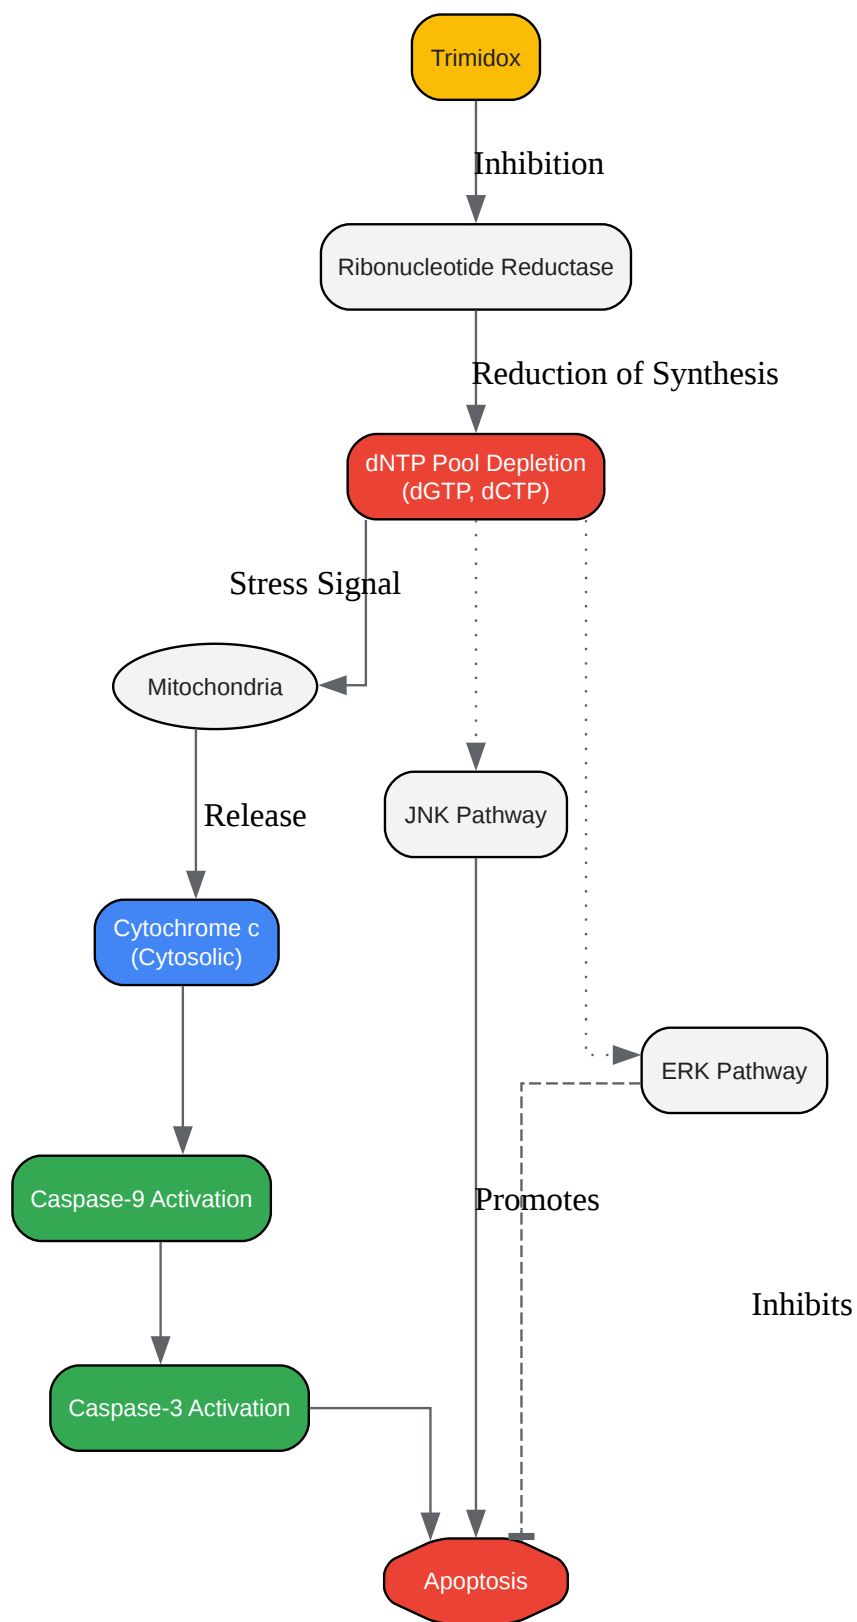 Trimidox
Inhibition
Ribonucleotide Reductase
Reduction of Synthesis
dNTP Pool Depletion
(dGTP, dCTP)
Stress Signal
Mitochondria
Release
JNK Pathway
Cytochrome c
(Cytosolic)
ERK Pathway
Caspase-9 Activation
Promotes
Inhibits
Caspase-3 Activation
Apoptosis